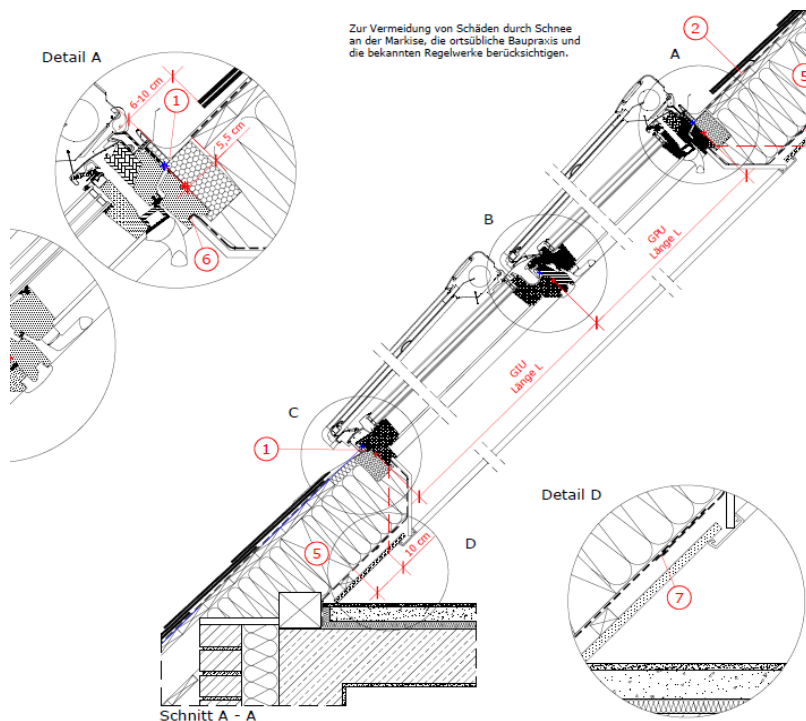 Zur Vermeidung von Schäden durch Schnee
an der Markise, die ortsübliche Baupraxis und
die bekannten Regelwerke berücksichtigen.
Detail A
6-10 cm
1
5,5 cm
6
A
2
5
B
GPU
Länge L
GIU
Länge L
C
1
5
10 cm
D
Detail D
7
Schnitt A - A